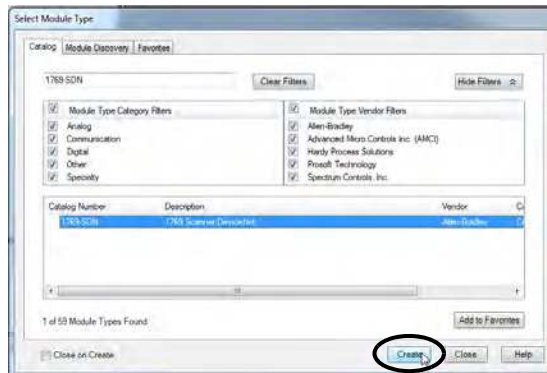 Select Module Type
Catalog Module Discovery Favorites
1769-SDN Clear Filters Hide Filters
Module Type Category Filters Module Type Vendor Filters
Analog Allen-Bradley
Communication Advanced Micro Controls Inc. (AMCI)
Digital Hardy Process Solutions
Other Prosoft Technology
Specialty Spectrum Controls, Inc.
Catalog Number Description Vendor
1769-SDN 1769 Scanner DeviceNet Allen-Bradley
1 of 59 Module Types Found Add to Favorites
Close on Create Create Close Help